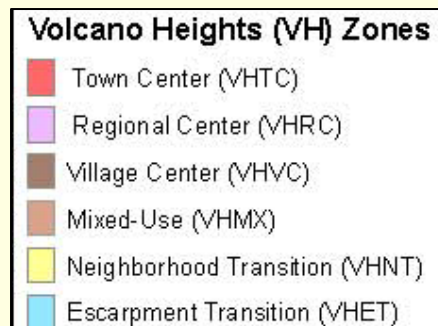 Volcano Heights (VH) Zones
Town Center (VHTC)
Regional Center (VHRC)
Village Center (VHVC)
Mixed-Use (VHMX)
Neighborhood Transition (VHNT)
Escarpment Transition (VHET)